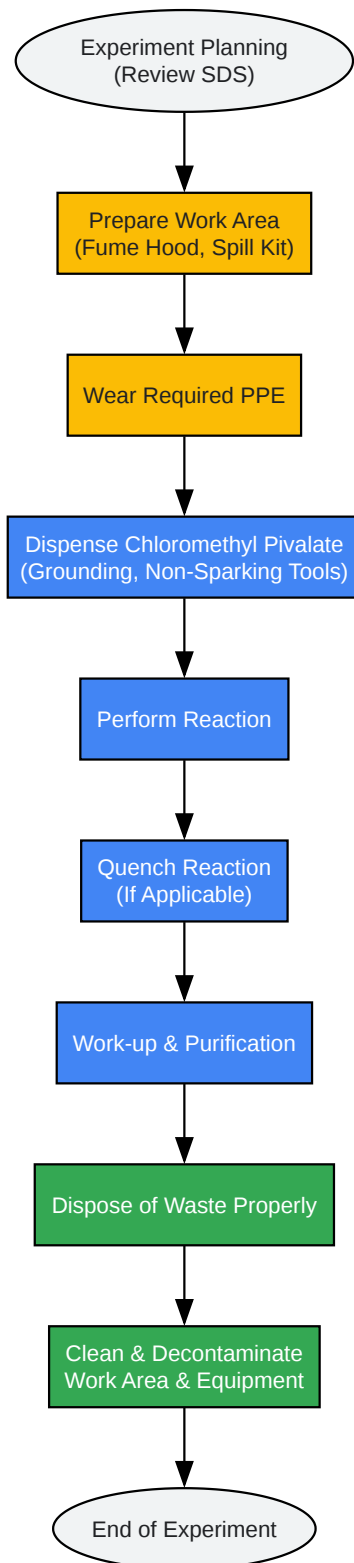 Experiment Planning
(Review SDS)
Prepare Work Area
(Fume Hood, Spill Kit)
Wear Required PPE
Dispense Chloromethyl Pivalate
(Grounding, Non-Sparking Tools)
Perform Reaction
Quench Reaction
(If Applicable)
Work-up & Purification
Dispose of Waste Properly
Clean & Decontaminate
Work Area & Equipment
End of Experiment